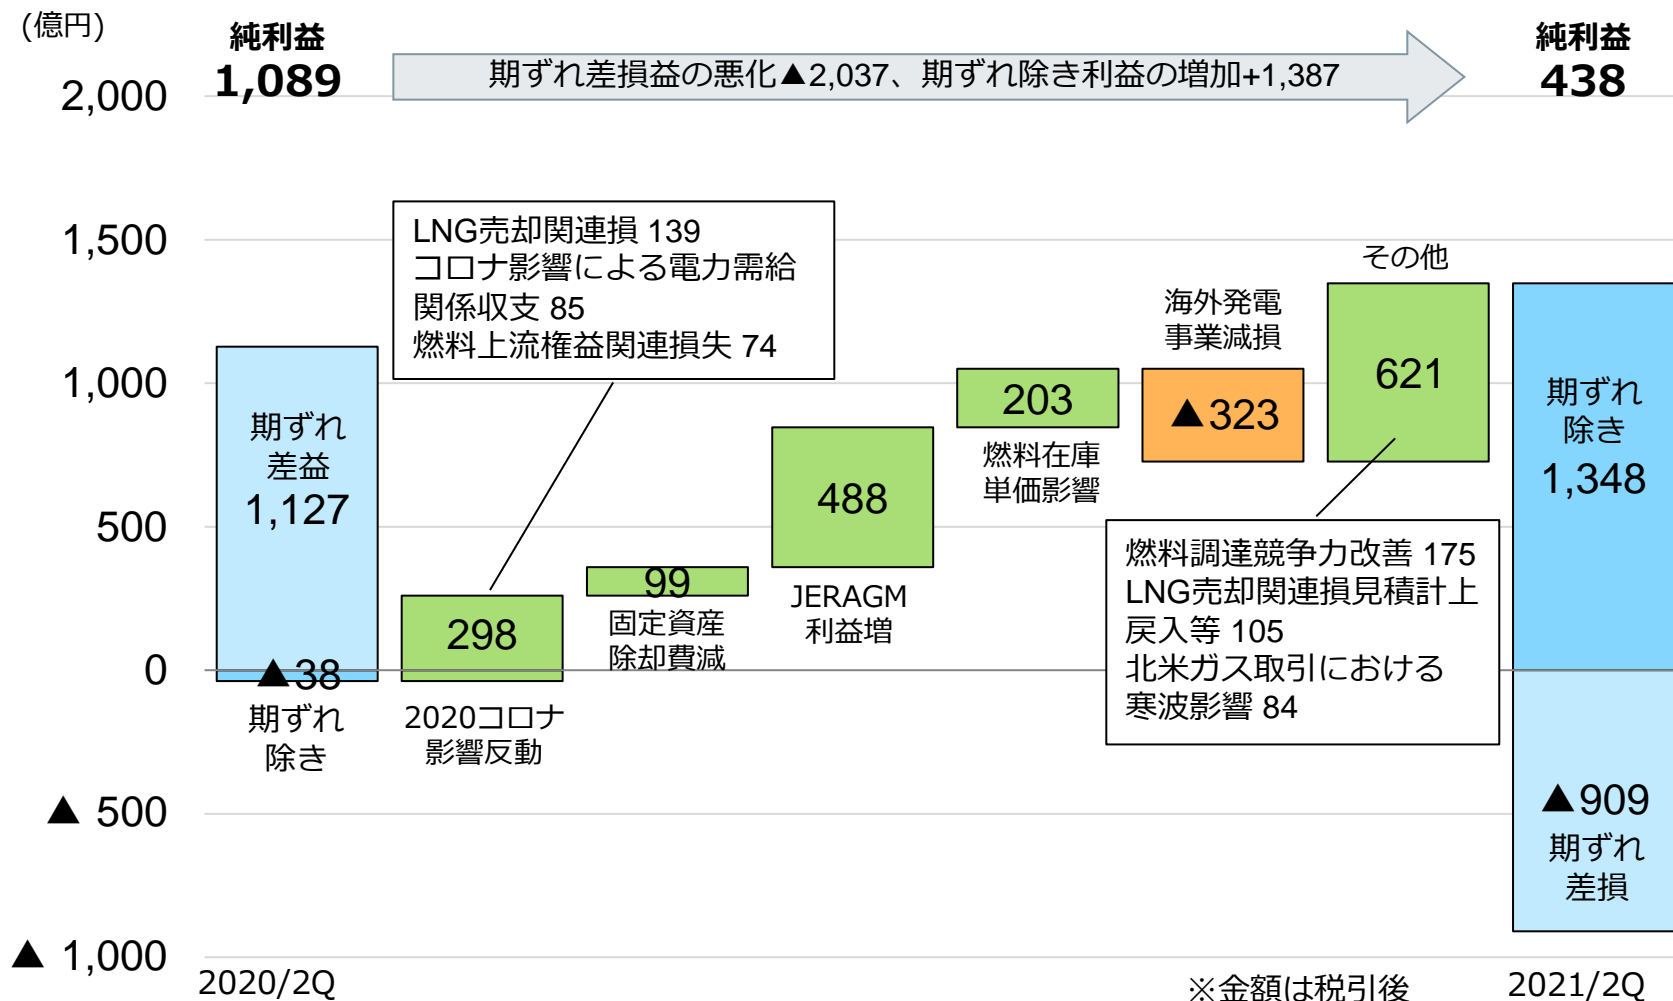 (億円)
純利益
1,089
期ずれ差損益の悪化▲2,037、期ずれ除き利益の増加+1,387
純利益
438
2,000
1,500
1,000
500
0
▲ 500
▲ 1,000
期ずれ
差益
1,127
▲38
期ずれ
除き
LNG売却関連損 139
コロナ影響による電力需給
関係収支 85
燃料上流権益関連損失 74
298
2020コロナ
影響反動
99
固定資産
除却費減
488
JERAGM
利益増
203
燃料在庫
単価影響
海外発電
事業減損
▲323
その他
621
燃料調達競争力改善 175
LNG売却関連損見積計上
戻入等 105
北米ガス取引における
寒波影響 84
期ずれ
除き
1,348
▲909
期ずれ
差損
2020/2Q
※金額は税引後
2021/2Q